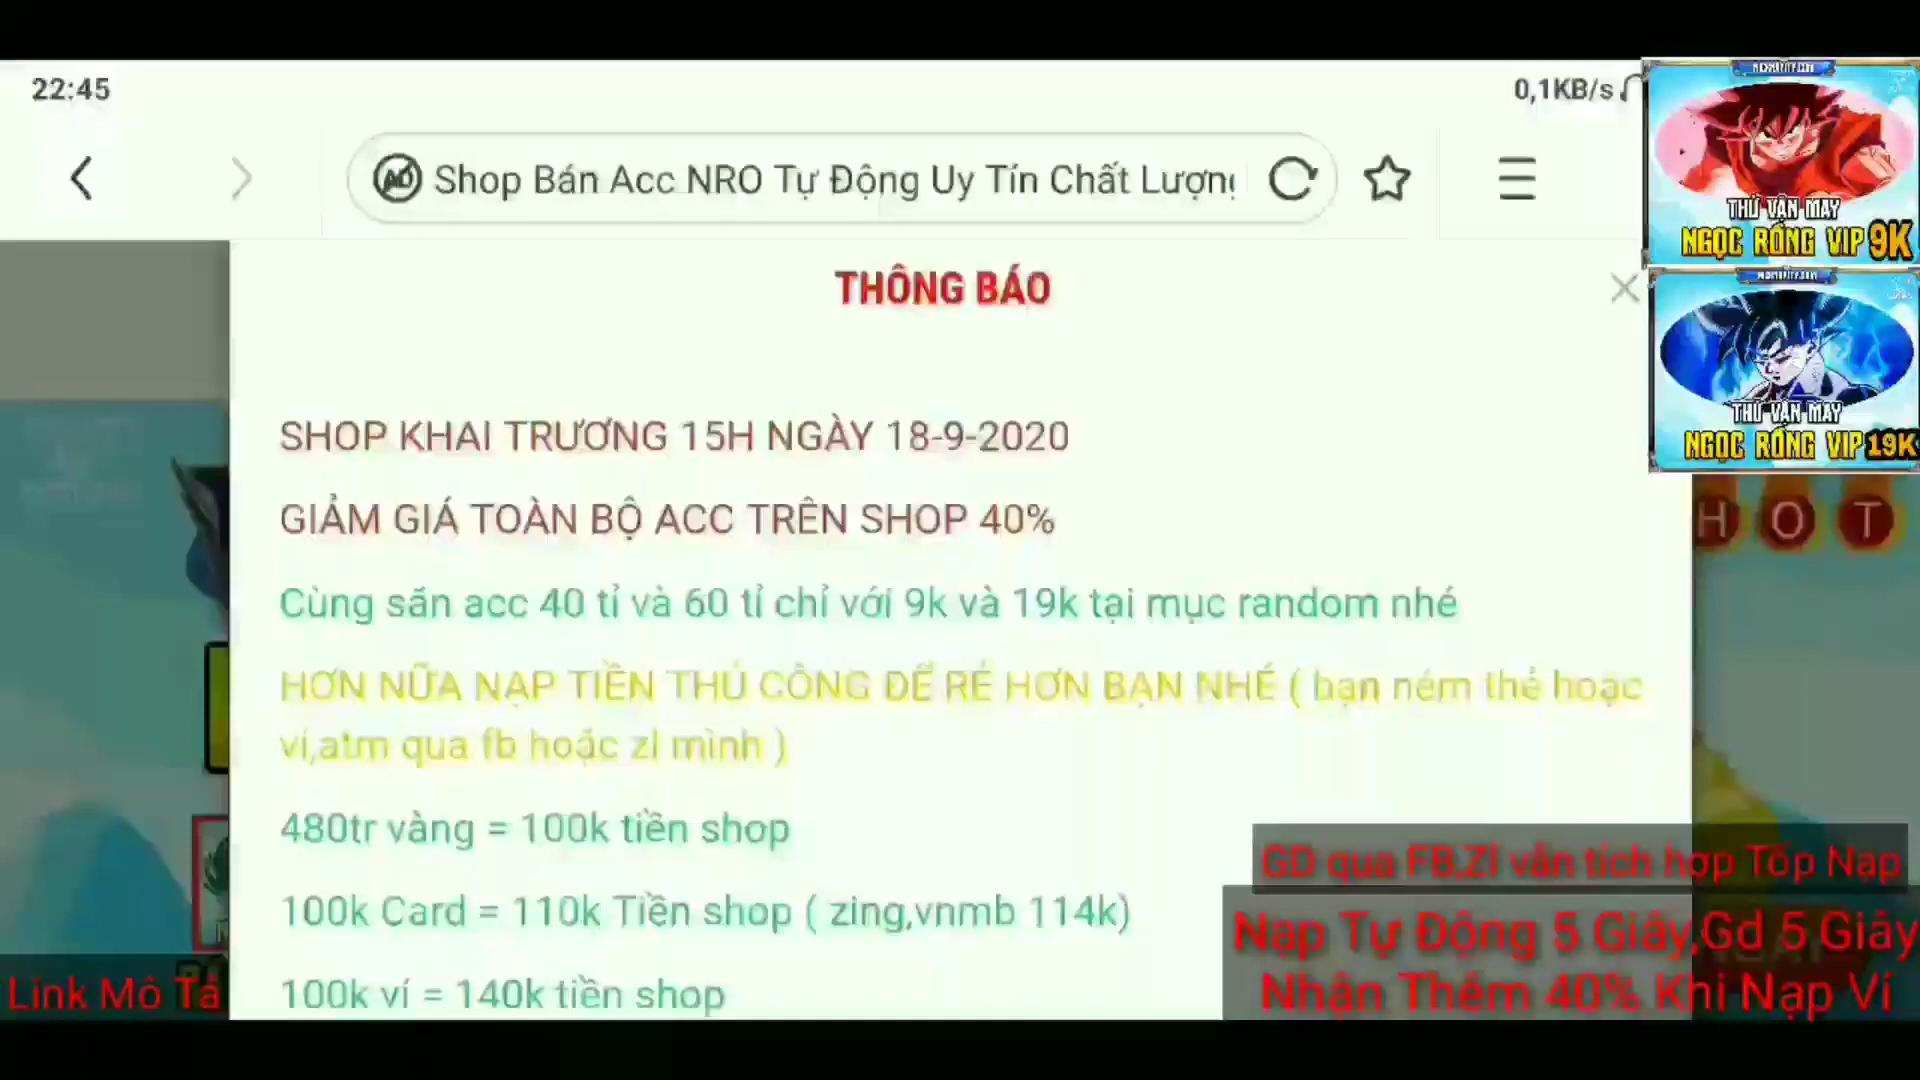 22:45
0,1KB/s
Shop Bán Acc NRO Tự Động Uy Tín Chất Lượng
THỬ VẬN MAY
NGỌC RỒNG VIP 9K
THỬ VẬN MAY
NGỌC RỒNG VIP 19K
THÔNG BÁO
SHOP KHAI TRƯƠNG 15H NGÀY 18-9-2020
GIẢM GIÁ TOÀN BỘ ACC TRÊN SHOP 40%
Cùng săn acc 40 tỉ và 60 tỉ chỉ với 9k và 19k tại mục random nhé
HƠN NỮA NẠP TIỀN THỦ CÔNG ĐỂ RẺ HƠN BẠN NHÉ ( bạn ném thẻ hoặc
ví,atm qua fb hoặc zl mình )
480tr vàng = 100k tiền shop
100k Card = 110k Tiền shop ( zing,vnmb 114k)
100k ví = 140k tiền shop
HOT
GD qua FB,Zl vẫn tích hợp Tốp Nạp
Nạp Tự Động 5 Giây,Gd 5 Giây
Nhận Thêm 40% Khi Nạp Ví
Link Mô Tả